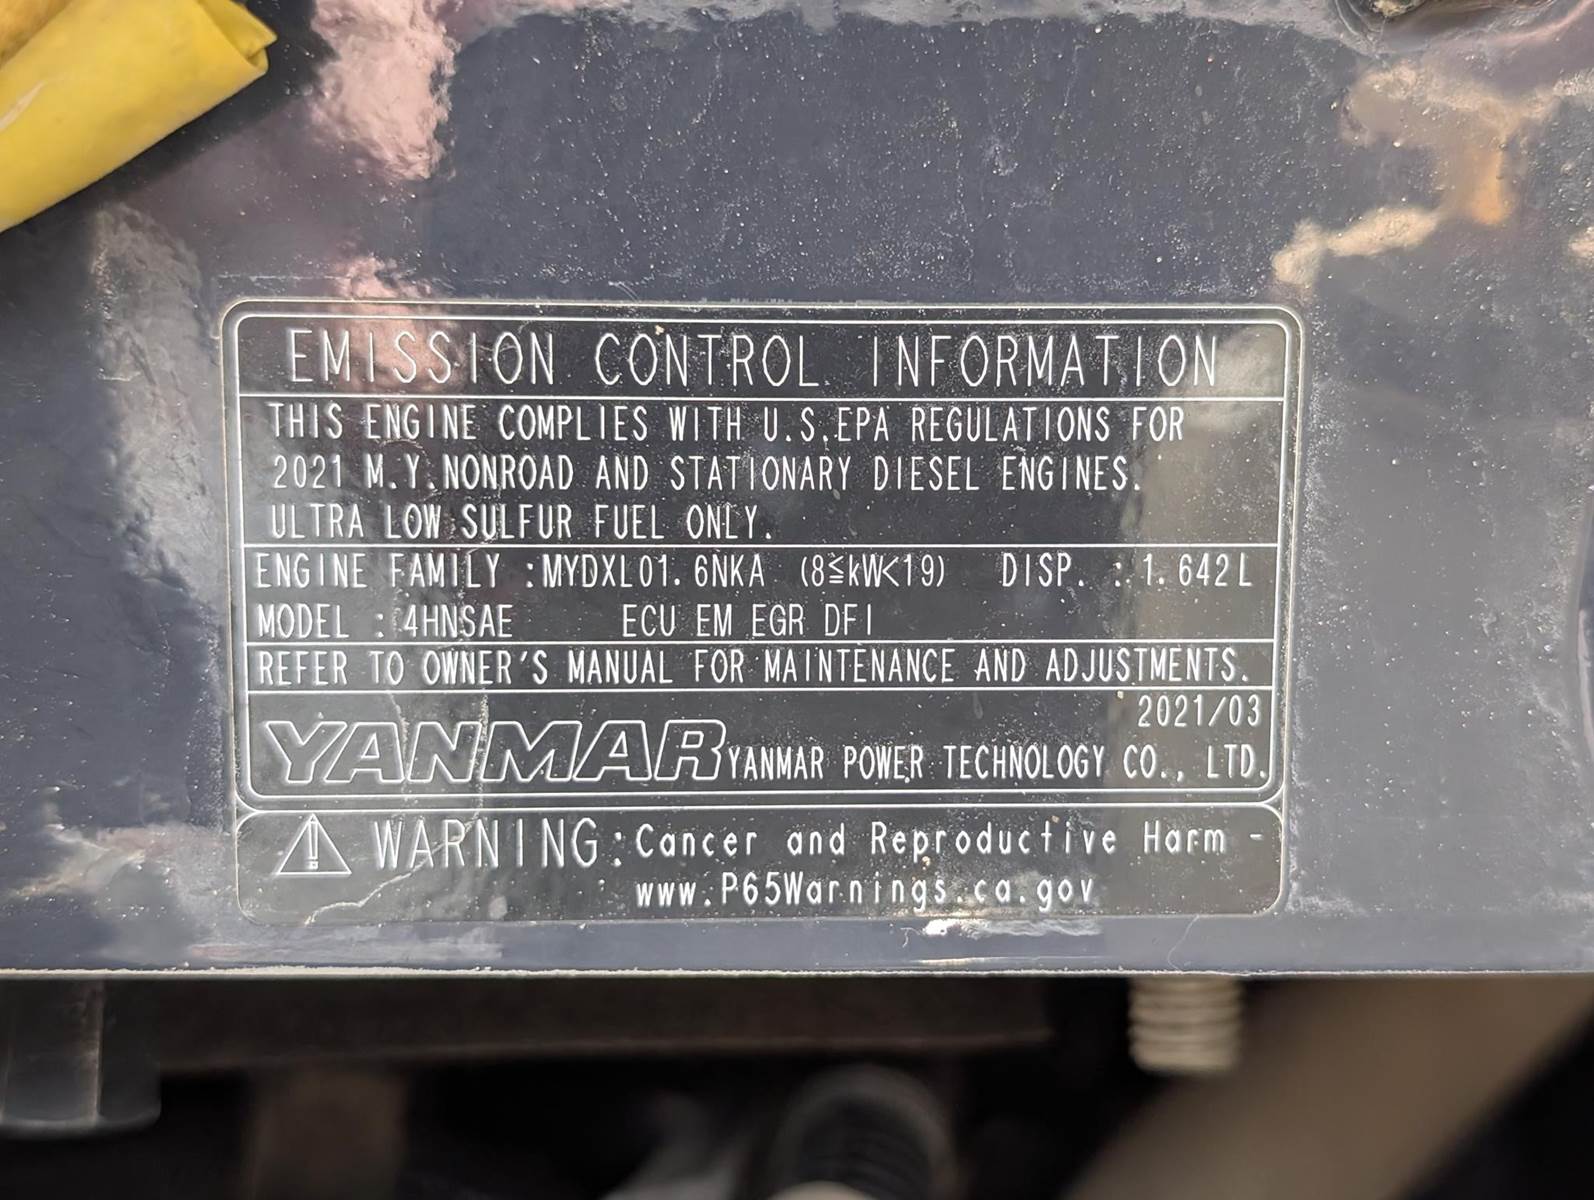 EMISSION CONTROL INFORMATION
THIS ENGINE COMPLIES WITH U.S.EPA REGULATIONS FOR
2021 M.Y.NONROAD AND STATIONARY DIESEL ENGINES.
ULTRA LOW SULFUR FUEL ONLY.
ENGINE FAMILY :MYDXL01.6NKA (8≦kW<19) DISP. : 1.642L
MODEL : 4HNSAE ECU EM EGR DFI
REFER TO OWNER'S MANUAL FOR MAINTENANCE AND ADJUSTMENTS.
2021/03
YANMAR YANMAR POWER TECHNOLOGY CO., LTD.
WARNING: Cancer and Reproductive Harm -
www.P65Warnings.ca.gov